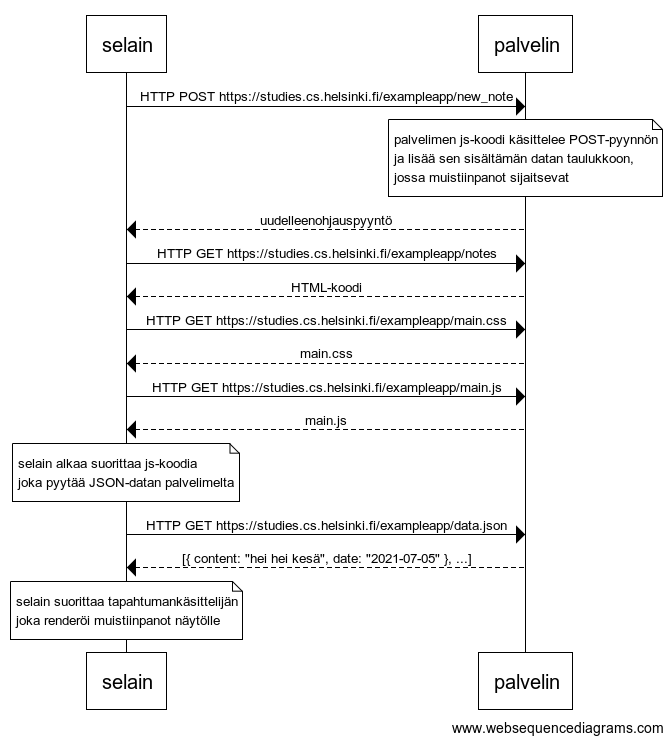 selain
palvelin
HTTP POST https://studies.cs.helsinki.fi/exampleapp/new_note
palvelimen js-koodi käsittelee POST-pyynnön
ja lisää sen sisältämän datan taulukkoon,
jossa muistiinpanot sijaitsevat
uudelleenohjauspyyntö
HTTP GET https://studies.cs.helsinki.fi/exampleapp/notes
HTML-koodi
HTTP GET https://studies.cs.helsinki.fi/exampleapp/main.css
main.css
HTTP GET https://studies.cs.helsinki.fi/exampleapp/main.js
main.js
selain alkaa suorittaa js-koodia
joka pyytää JSON-datan palvelimelta
HTTP GET https://studies.cs.helsinki.fi/exampleapp/data.json
[{ content: "hei hei kesä", date: "2021-07-05" }, ...]
selain suorittaa tapahtumankäsittelijän
joka renderöi muistiinpanot näytölle
selain
palvelin
www.websequencediagrams.com